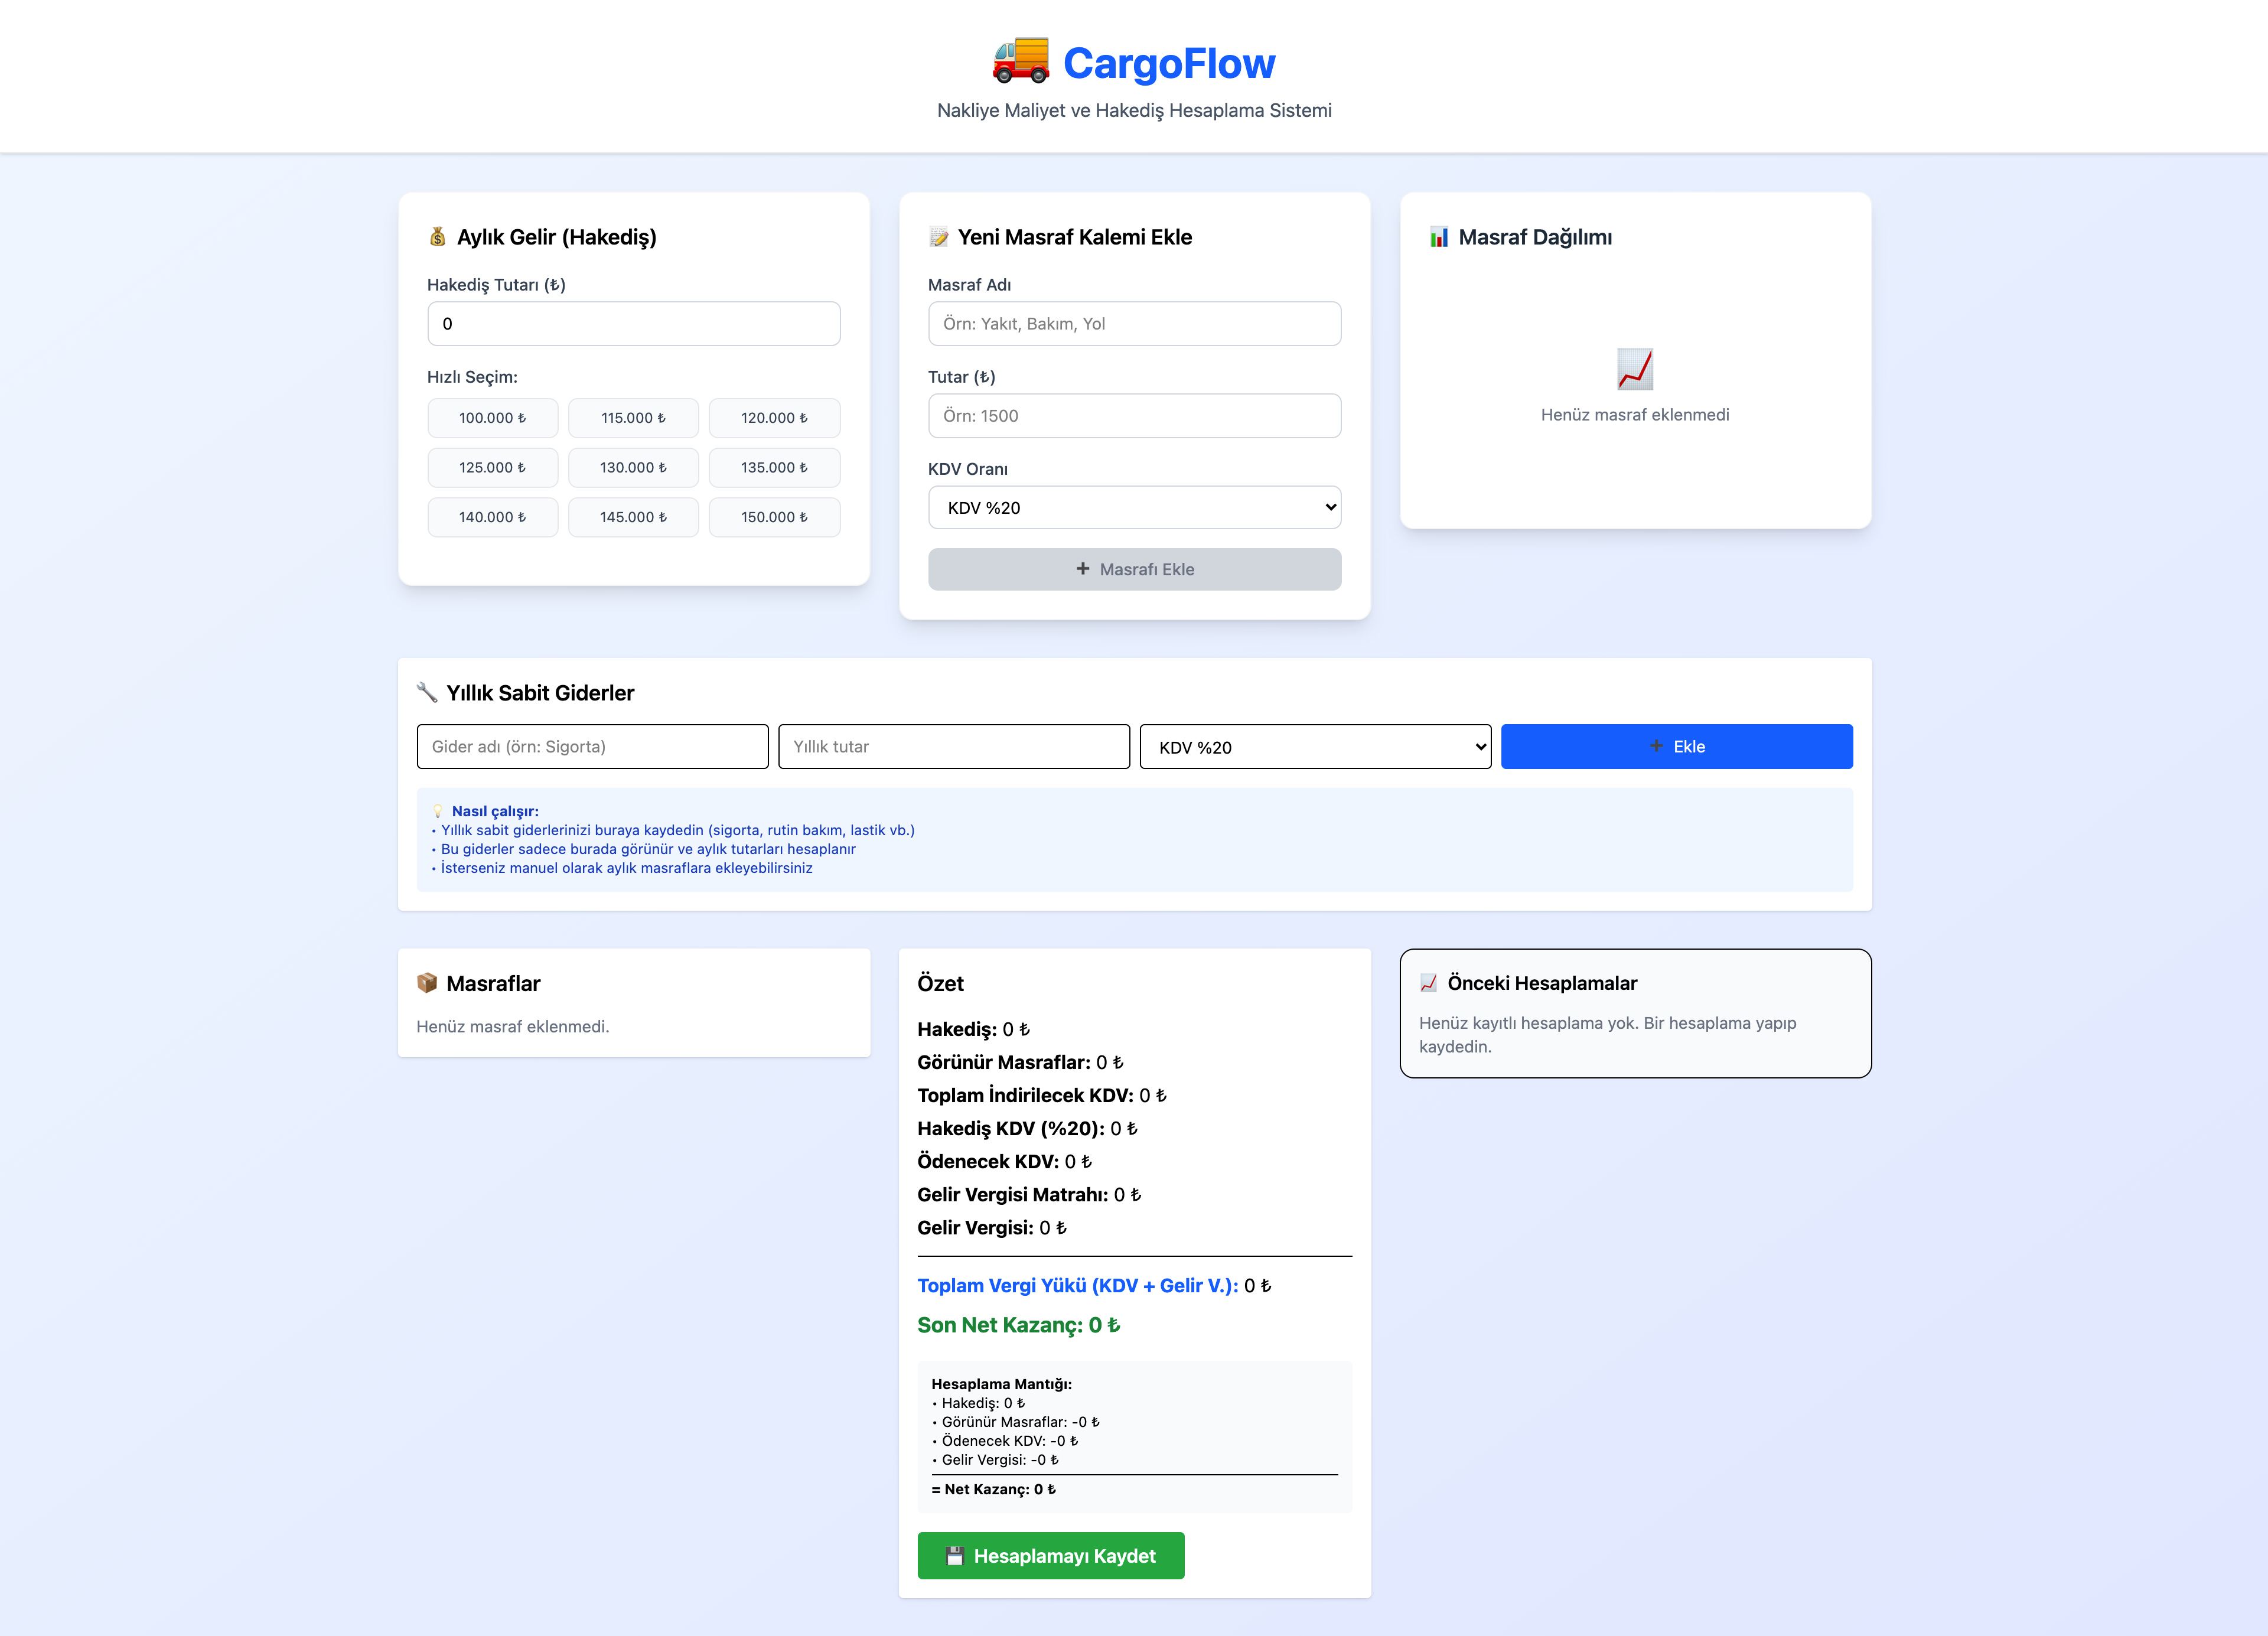 CargoFlow
Nakliye Maliyet ve Hakediş Hesaplama Sistemi
Aylık Gelir (Hakediş)
Hakediş Tutarı (₺)
0
Hızlı Seçim:
100.000 ₺
115.000 ₺
120.000 ₺
125.000 ₺
130.000 ₺
135.000 ₺
140.000 ₺
145.000 ₺
150.000 ₺
Yeni Masraf Kalemi Ekle
Masraf Adı
Örn: Yakıt, Bakım, Yol
Tutar (₺)
Örn: 1500
KDV Oranı
KDV %20
➕ Masrafı Ekle
Masraf Dağılımı
Henüz masraf eklenmedi
Yıllık Sabit Giderler
Gider adı (örn: Sigorta)
Yıllık tutar
KDV %20
➕ Ekle
Nasıl çalışır:
• Yıllık sabit giderlerinizi buraya kaydedin (sigorta, rutin bakım, lastik vb.)
• Bu giderler sadece burada görünür ve aylık tutarları hesaplanır
• İsterseniz manuel olarak aylık masraflara ekleyebilirsiniz
Masraflar
Henüz masraf eklenmedi.
Özet
Hakediş: 0 ₺
Görünür Masraflar: 0 ₺
Toplam İndirilecek KDV: 0 ₺
Hakediş KDV (%20): 0 ₺
Ödenecek KDV: 0 ₺
Gelir Vergisi Matrahı: 0 ₺
Gelir Vergisi: 0 ₺
Toplam Vergi Yükü (KDV + Gelir V.): 0 ₺
Son Net Kazanç: 0 ₺
Hesaplama Mantığı:
• Hakediş: 0 ₺
• Görünür Masraflar: -0 ₺
• Ödenecek KDV: -0 ₺
• Gelir Vergisi: -0 ₺
= Net Kazanç: 0 ₺
Hesaplamayı Kaydet
Önceki Hesaplamalar
Henüz kayıtlı hesaplama yok. Bir hesaplama yapıp
kaydedin.